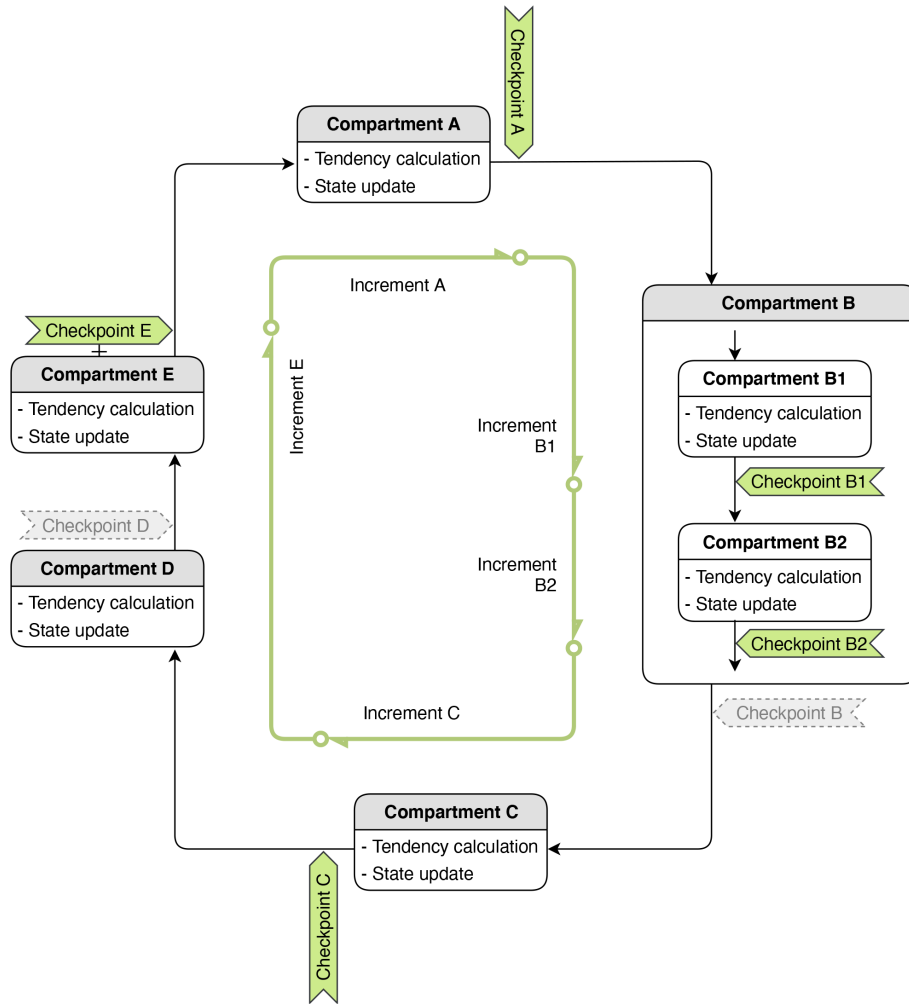 Checkpoint A
Compartment A
- Tendency calculation
- State update
Increment A
Compartment B
Checkpoint E
Compartment E
- Tendency calculation
- State update
Increment E
Compartment B1
- Tendency calculation
- State update
Increment
B1
Checkpoint B1
Checkpoint D
Compartment B2
- Tendency calculation
- State update
Increment
B2
Compartment D
- Tendency calculation
- State update
Checkpoint B2
Increment C
Checkpoint B
Compartment C
- Tendency calculation
- State update
Checkpoint C